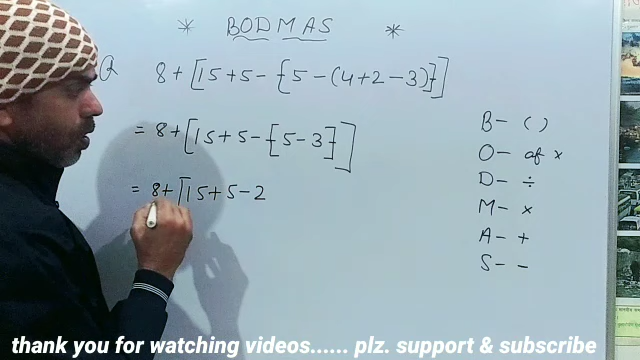 * BODMAS *
Q 8 + [15 + 5 - {5 - (4 + 2 - 3)}]
= 8 + [15 + 5 - {5 - 3}]
= 8 + [15 + 5 - 2
B - ( )
O - of ×
D - ÷
M - ×
A - +
S - -
thank you for watching videos...... plz. support & subscribe